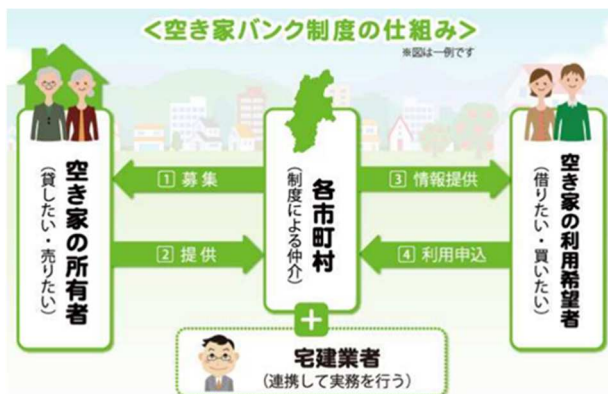 <空き家バンク制度の仕組み>
※図は一例です
空き家の所有者
(貸したい・売りたい)
1 募集
2 提供
各市町村
(制度による仲介)
3 情報提供
4 利用申込
空き家の利用希望者
(借りたい・買いたい)
+
宅建業者
(連携して実務を行う)